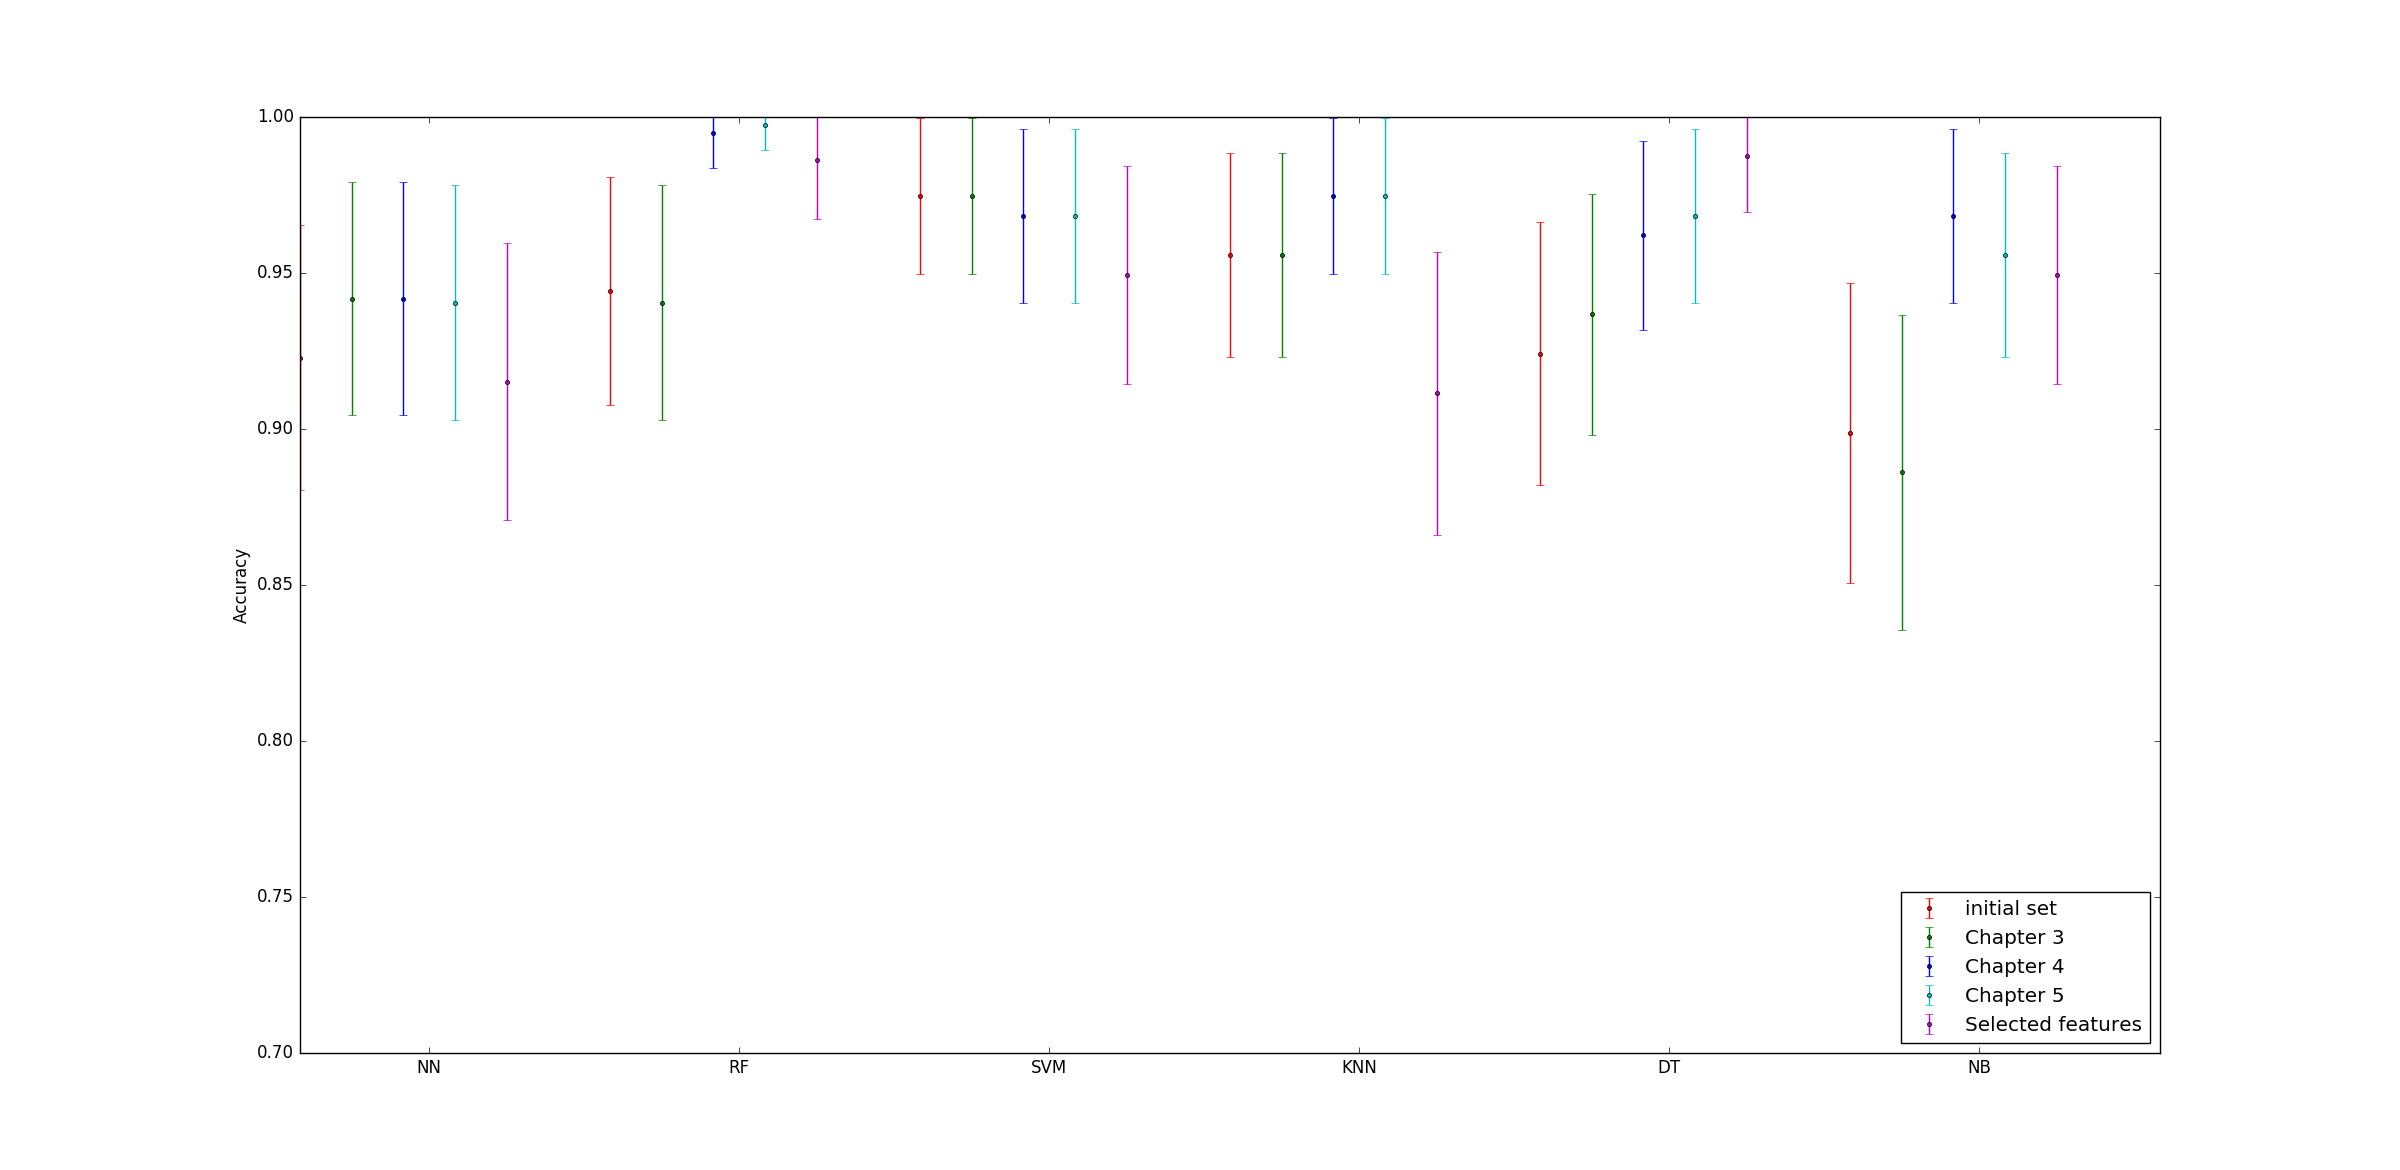 1.00
0.95
0.90
0.85
0.80
0.75
0.70
Accuracy
NN RF SVM KNN DT NB
initial set
Chapter 3
Chapter 4
Chapter 5
Selected features